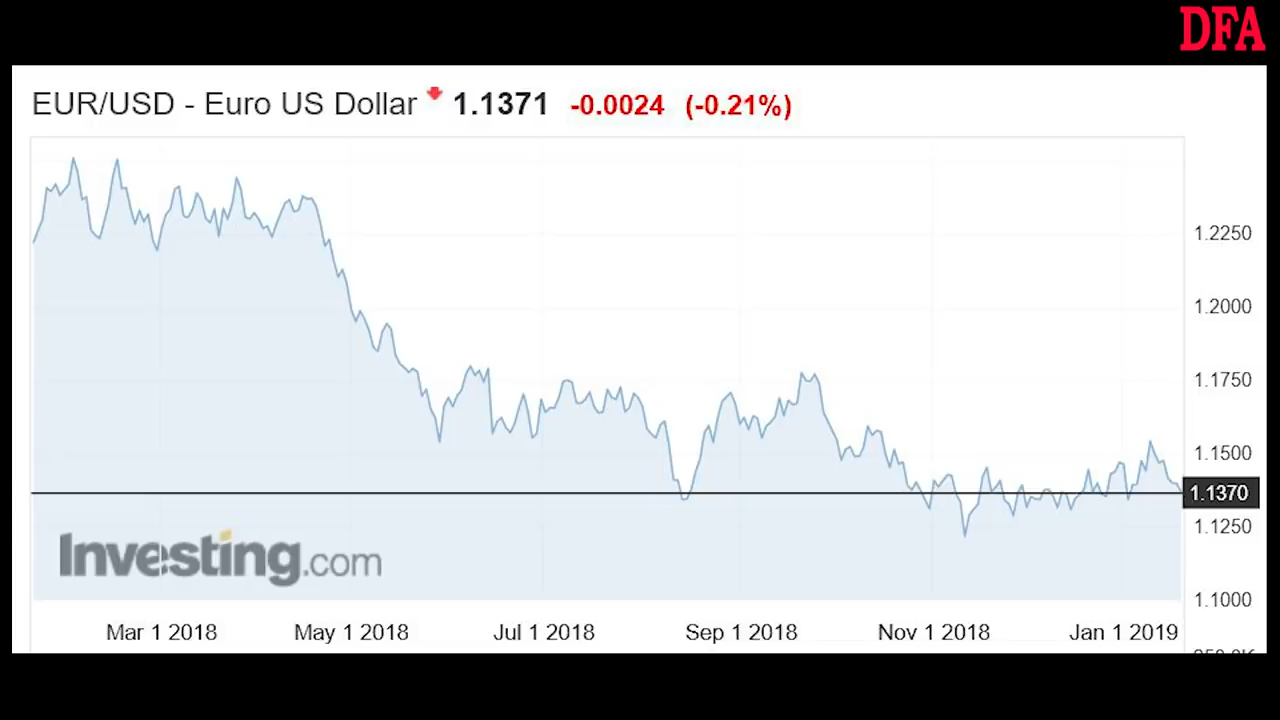 DFA
EUR/USD - Euro US Dollar 1.1371 -0.0024 (-0.21%)
1.2250
1.2000
1.1750
1.1500
1.1370
1.1250
1.1000
Investing.com
Mar 1 2018 May 1 2018 Jul 1 2018 Sep 1 2018 Nov 1 2018 Jan 1 2019